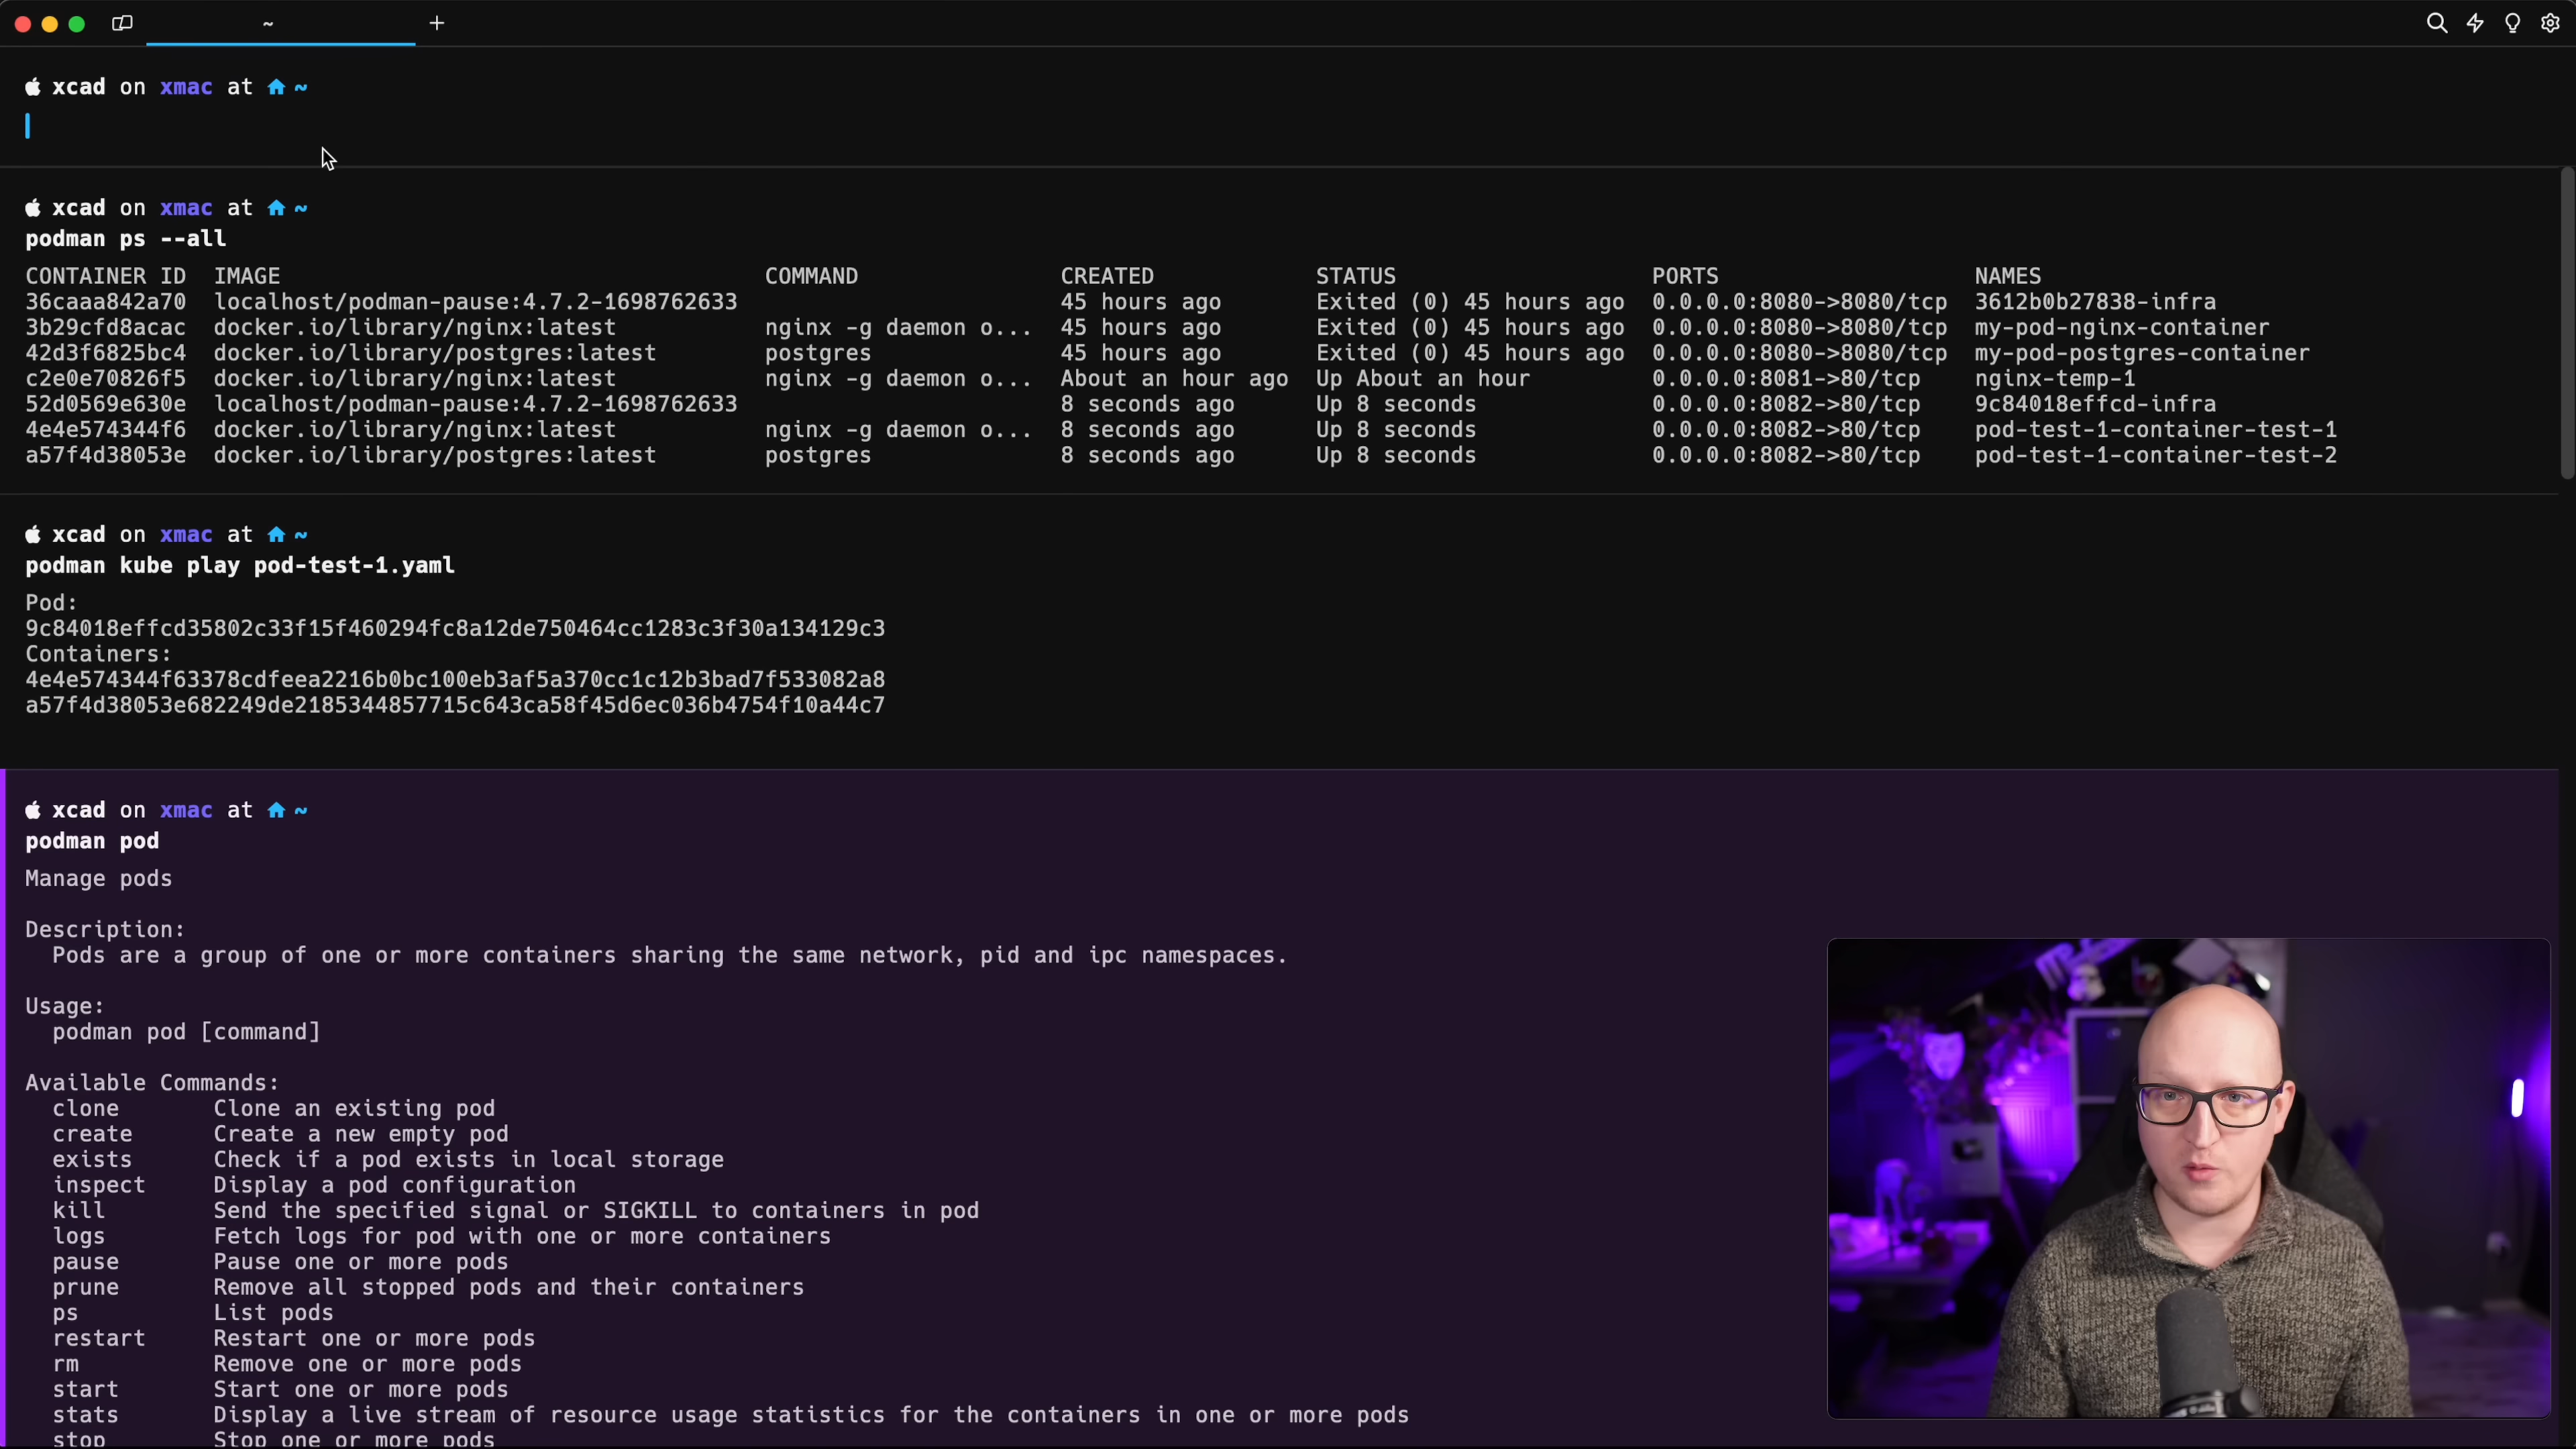 ~ +
xcad on xmac at ~
xcad on xmac at ~
podman ps --all
CONTAINER ID IMAGE COMMAND CREATED STATUS PORTS NAMES
36caaa842a70 localhost/podman-pause:4.7.2-1698762633 45 hours ago Exited (0) 45 hours ago 0.0.0.0:8080->8080/tcp 3612b0b27838-infra
3b29cfd8acac docker.io/library/nginx:latest nginx -g daemon o... 45 hours ago Exited (0) 45 hours ago 0.0.0.0:8080->8080/tcp my-pod-nginx-container
42d3f6825bc4 docker.io/library/postgres:latest postgres 45 hours ago Exited (0) 45 hours ago 0.0.0.0:8080->8080/tcp my-pod-postgres-container
c2e0e70826f5 docker.io/library/nginx:latest nginx -g daemon o... About an hour ago Up About an hour 0.0.0.0:8081->80/tcp nginx-temp-1
52d0569e630e localhost/podman-pause:4.7.2-1698762633 8 seconds ago Up 8 seconds 0.0.0.0:8082->80/tcp 9c84018effcd-infra
4e4e574344f6 docker.io/library/nginx:latest nginx -g daemon o... 8 seconds ago Up 8 seconds 0.0.0.0:8082->80/tcp pod-test-1-container-test-1
a57f4d38053e docker.io/library/postgres:latest postgres 8 seconds ago Up 8 seconds 0.0.0.0:8082->80/tcp pod-test-1-container-test-2
xcad on xmac at ~
podman kube play pod-test-1.yaml
Pod:
9c84018effcd35802c33f15f460294fc8a12de750464cc1283c3f30a134129c3
Containers:
4e4e574344f63378cdfeea2216b0bc100eb3af5a370cc1c12b3bad7f533082a8
a57f4d38053e682249de2185344857715c643ca58f45d6ec036b4754f10a44c7
xcad on xmac at ~
podman pod
Manage pods
Description:
Pods are a group of one or more containers sharing the same network, pid and ipc namespaces.
Usage:
podman pod [command]
Available Commands:
clone Clone an existing pod
create Create a new empty pod
exists Check if a pod exists in local storage
inspect Display a pod configuration
kill Send the specified signal or SIGKILL to containers in pod
logs Fetch logs for pod with one or more containers
pause Pause one or more pods
prune Remove all stopped pods and their containers
ps List pods
restart Restart one or more pods
rm Remove one or more pods
start Start one or more pods
stats Display a live stream of resource usage statistics for the containers in one or more pods
stop Stop one or more pods